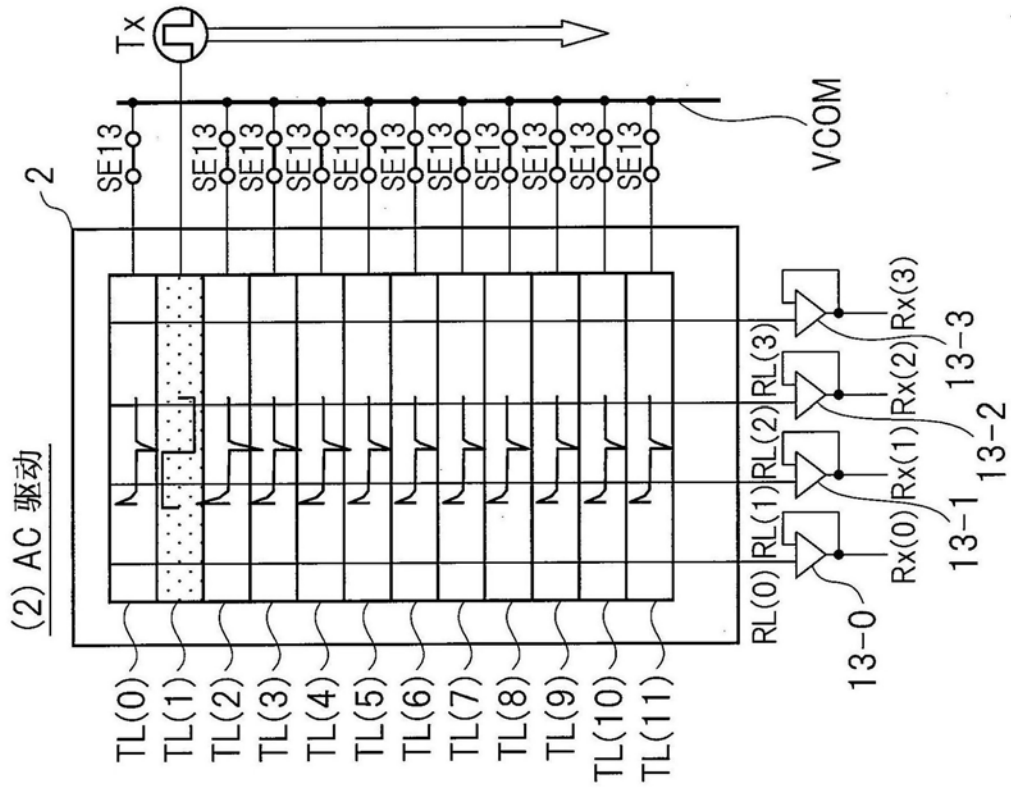 (2) AC 驱动
2
Tx
SE13
SE13
SE13
SE13
SE13
SE13
SE13
SE13
SE13
SE13
SE13
VCOM
TL(0)
TL(1)
TL(2)
TL(3)
TL(4)
TL(5)
TL(6)
TL(7)
TL(8)
TL(9)
TL(10)
TL(11)
RL(0) RL(1) RL(2) RL(3)
Rx(0) Rx(1) Rx(2) Rx(3)
13-0
13-1
13-2
13-3